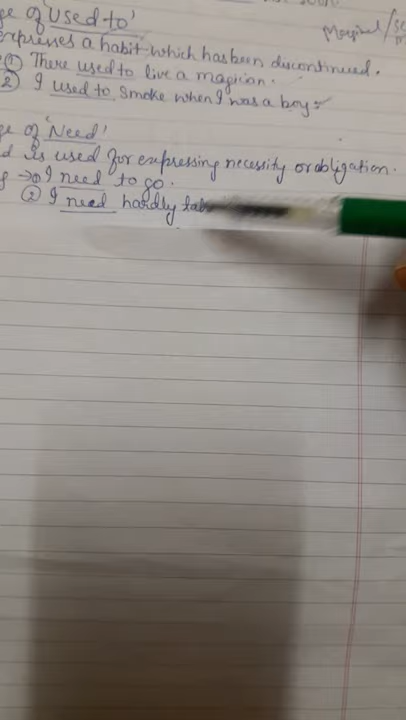 ge of 'Used to'
expresses a habit which has been discontinued.
① There used to live a magician.
② I used to smoke when I was a boy
ge of 'Need'
d is used for expressing necessity or obligation.
① I need to go.
② I need hardly